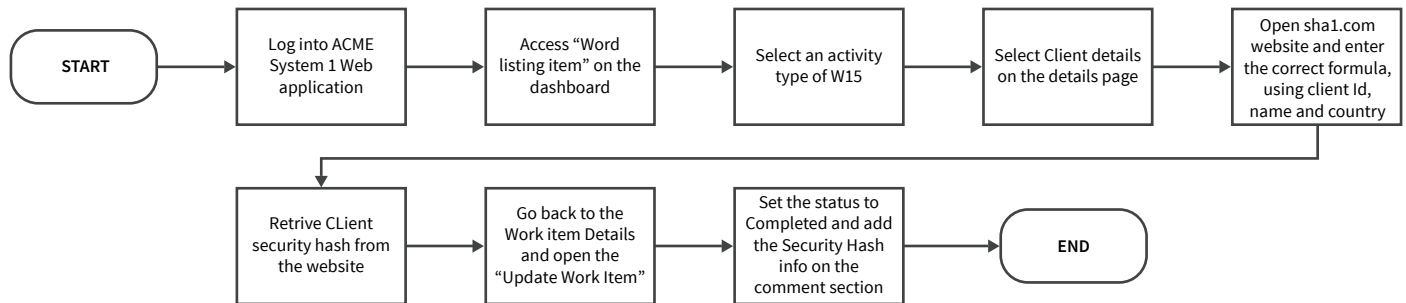 START
Log into ACME
System 1 Web
application
Access “Word
listing item” on the
dashboard
Select an activity
type of W15
Select Client details
on the details page
Open sha1.com
website and enter
the correct formula,
using client Id,
name and country
Retrive CLient
security hash from
the website
Go back to the
Work item Details
and open the
“Update Work Item”
Set the status to
Completed and add
the Security Hash
info on the
comment section
END